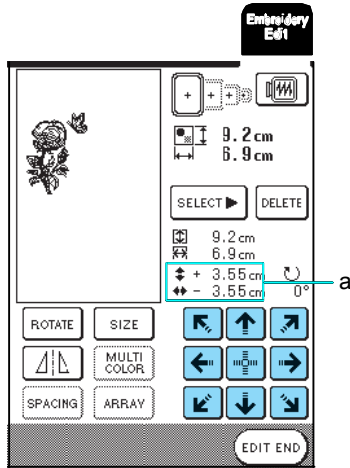 Embroidery
Edit
9.2cm
6.9cm
SELECT DELETE
9.2cm
6.9cm
+ 3.55cm
- 3.55cm 0°
a
ROTATE SIZE
MULTI
COLOR
SPACING ARRAY
EDIT END